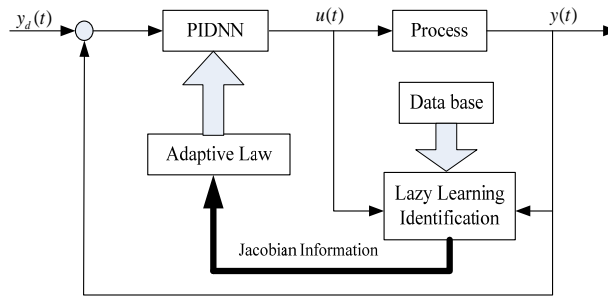 y_d(t)
PIDNN
u(t)
Process
y(t)
Data base
Adaptive Law
Lazy Learning
Identification
Jacobian Information